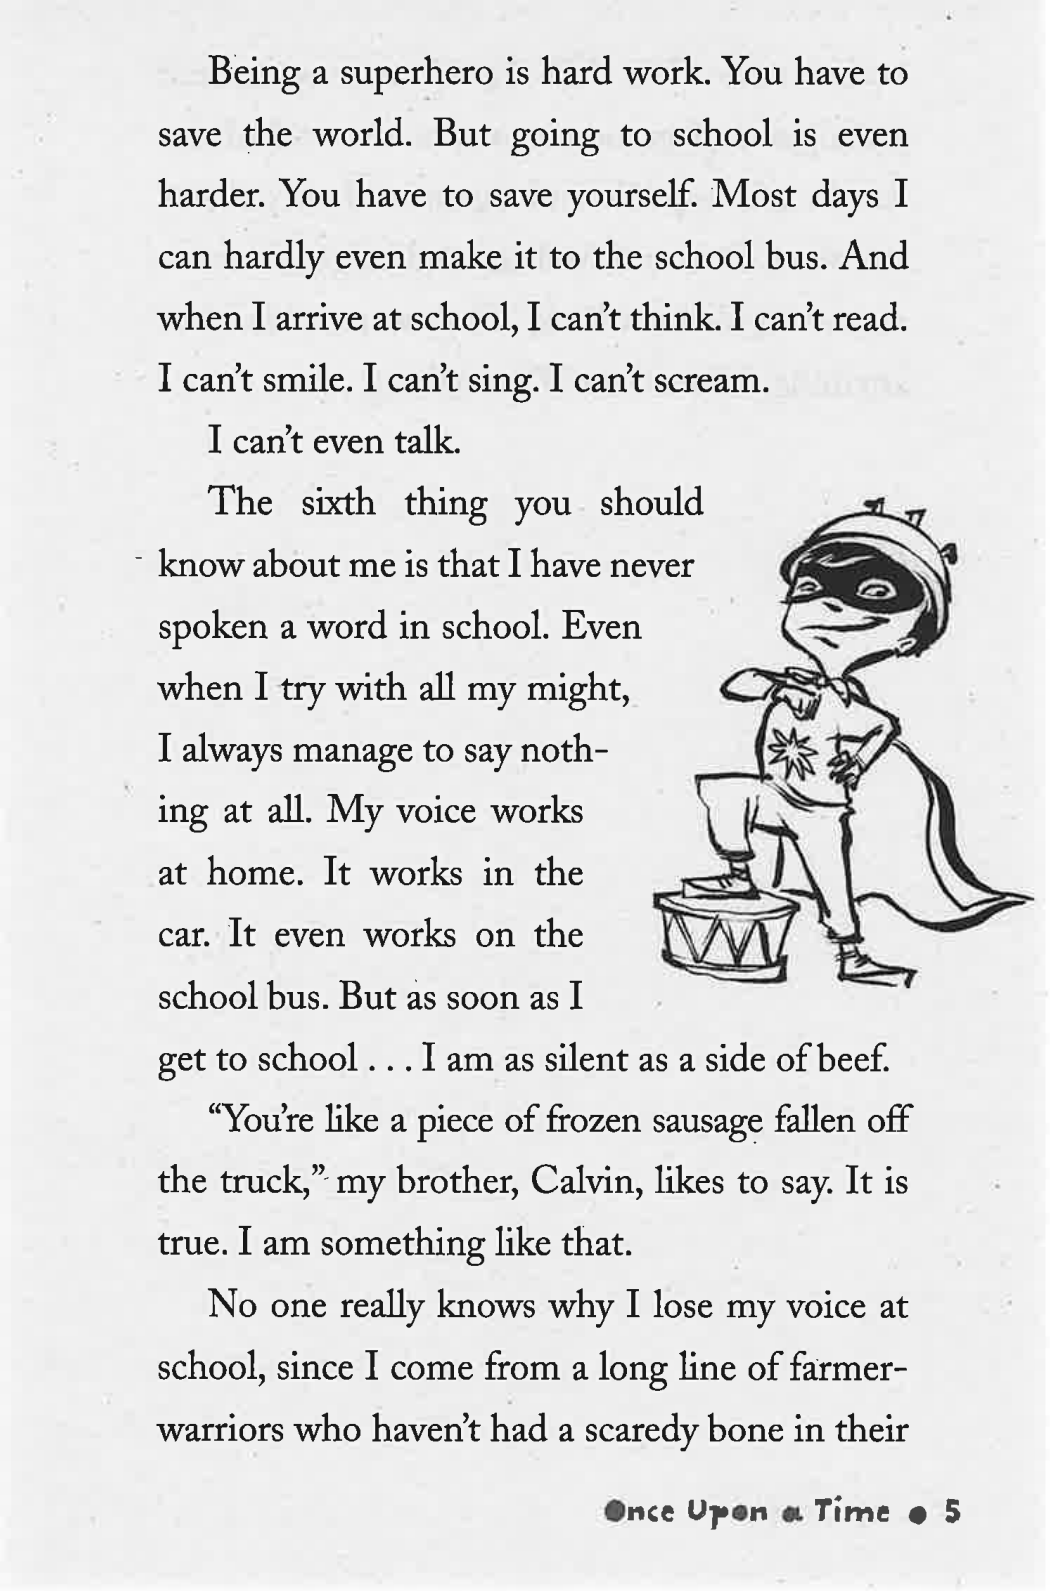 Being a superhero is hard work. You have to
save the world. But going to school is even
harder. You have to save yourself. Most days I
can hardly even make it to the school bus. And
when I arrive at school, I can't think. I can't read.
I can't smile. I can't sing. I can't scream.
I can't even talk.
The sixth thing you should
know about me is that I have never
spoken a word in school. Even
when I try with all my might,
I always manage to say noth-
ing at all. My voice works
at home. It works in the
car. It even works on the
school bus. But as soon as I
get to school . . . I am as silent as a side of beef.
“You're like a piece of frozen sausage fallen off
the truck,” my brother, Calvin, likes to say. It is
true. I am something like that.
No one really knows why I lose my voice at
school, since I come from a long line of farmer-
warriors who haven't had a scaredy bone in their
Once Upon a Time • 5